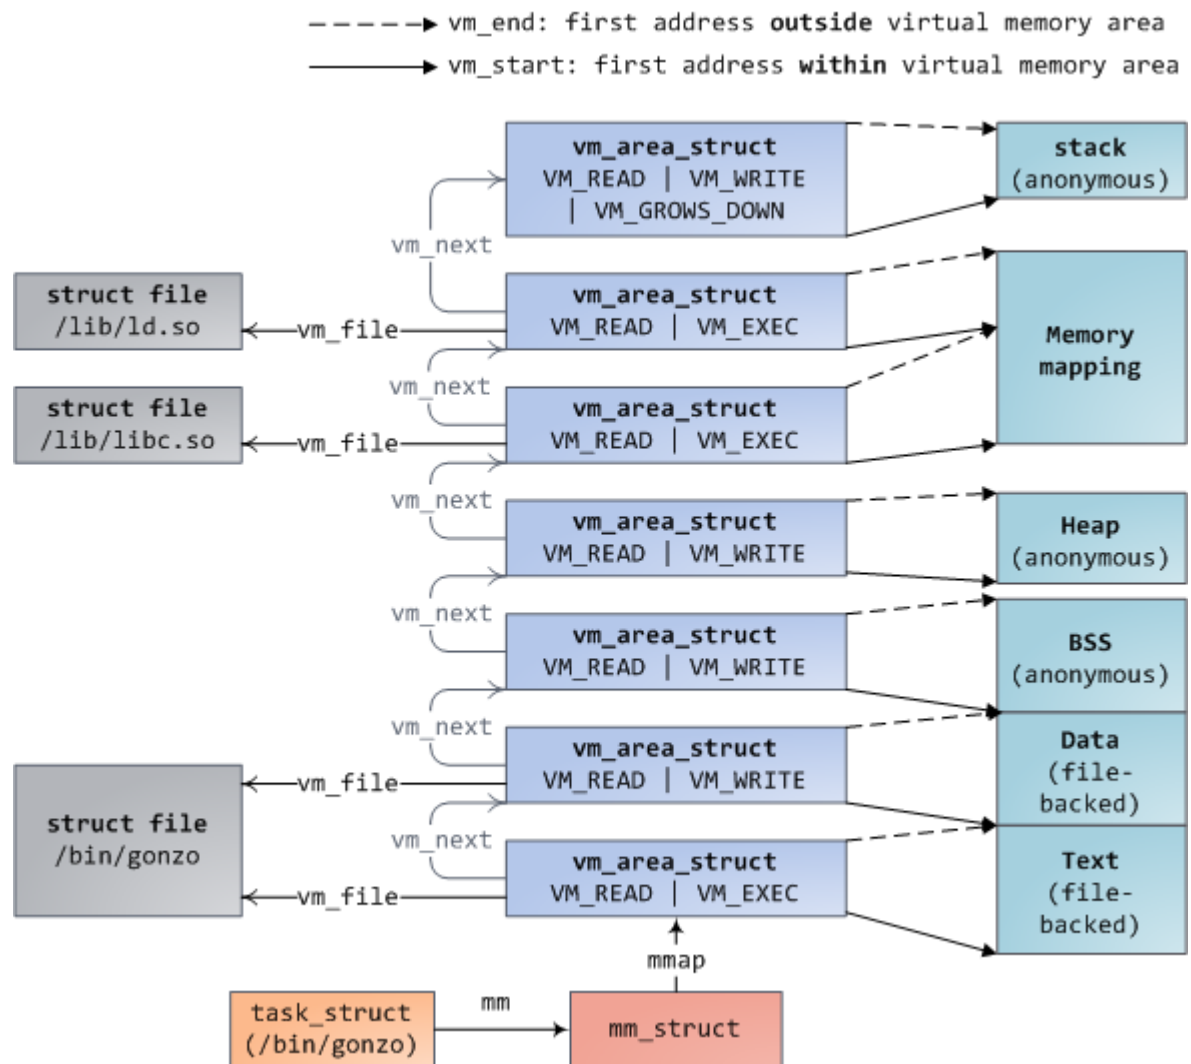 vm_end: first address outside virtual memory area
vm_start: first address within virtual memory area
vm_area_struct
VM_READ | VM_WRITE
| VM_GROWS_DOWN
stack
(anonymous)
vm_next
struct file
/lib/ld.so
vm_file
vm_area_struct
VM_READ | VM_EXEC
Memory
mapping
vm_next
struct file
/lib/libc.so
vm_file
vm_area_struct
VM_READ | VM_EXEC
vm_next
vm_area_struct
VM_READ | VM_WRITE
Heap
(anonymous)
vm_next
vm_area_struct
VM_READ | VM_WRITE
BSS
(anonymous)
vm_next
vm_file
vm_area_struct
VM_READ | VM_WRITE
Data
(file-
backed)
struct file
/bin/gonzo
vm_next
vm_file
vm_area_struct
VM_READ | VM_EXEC
Text
(file-
backed)
mmap
task_struct
(/bin/gonzo)
mm
mm_struct